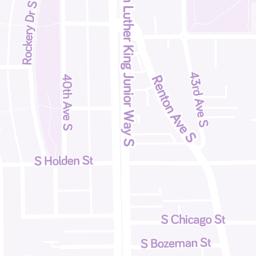 Rockery Dr S
40th Ave S
Luther King Junior Way S
Renton Ave S
43rd Ave S
S Holden St
S Chicago St
S Bozeman St